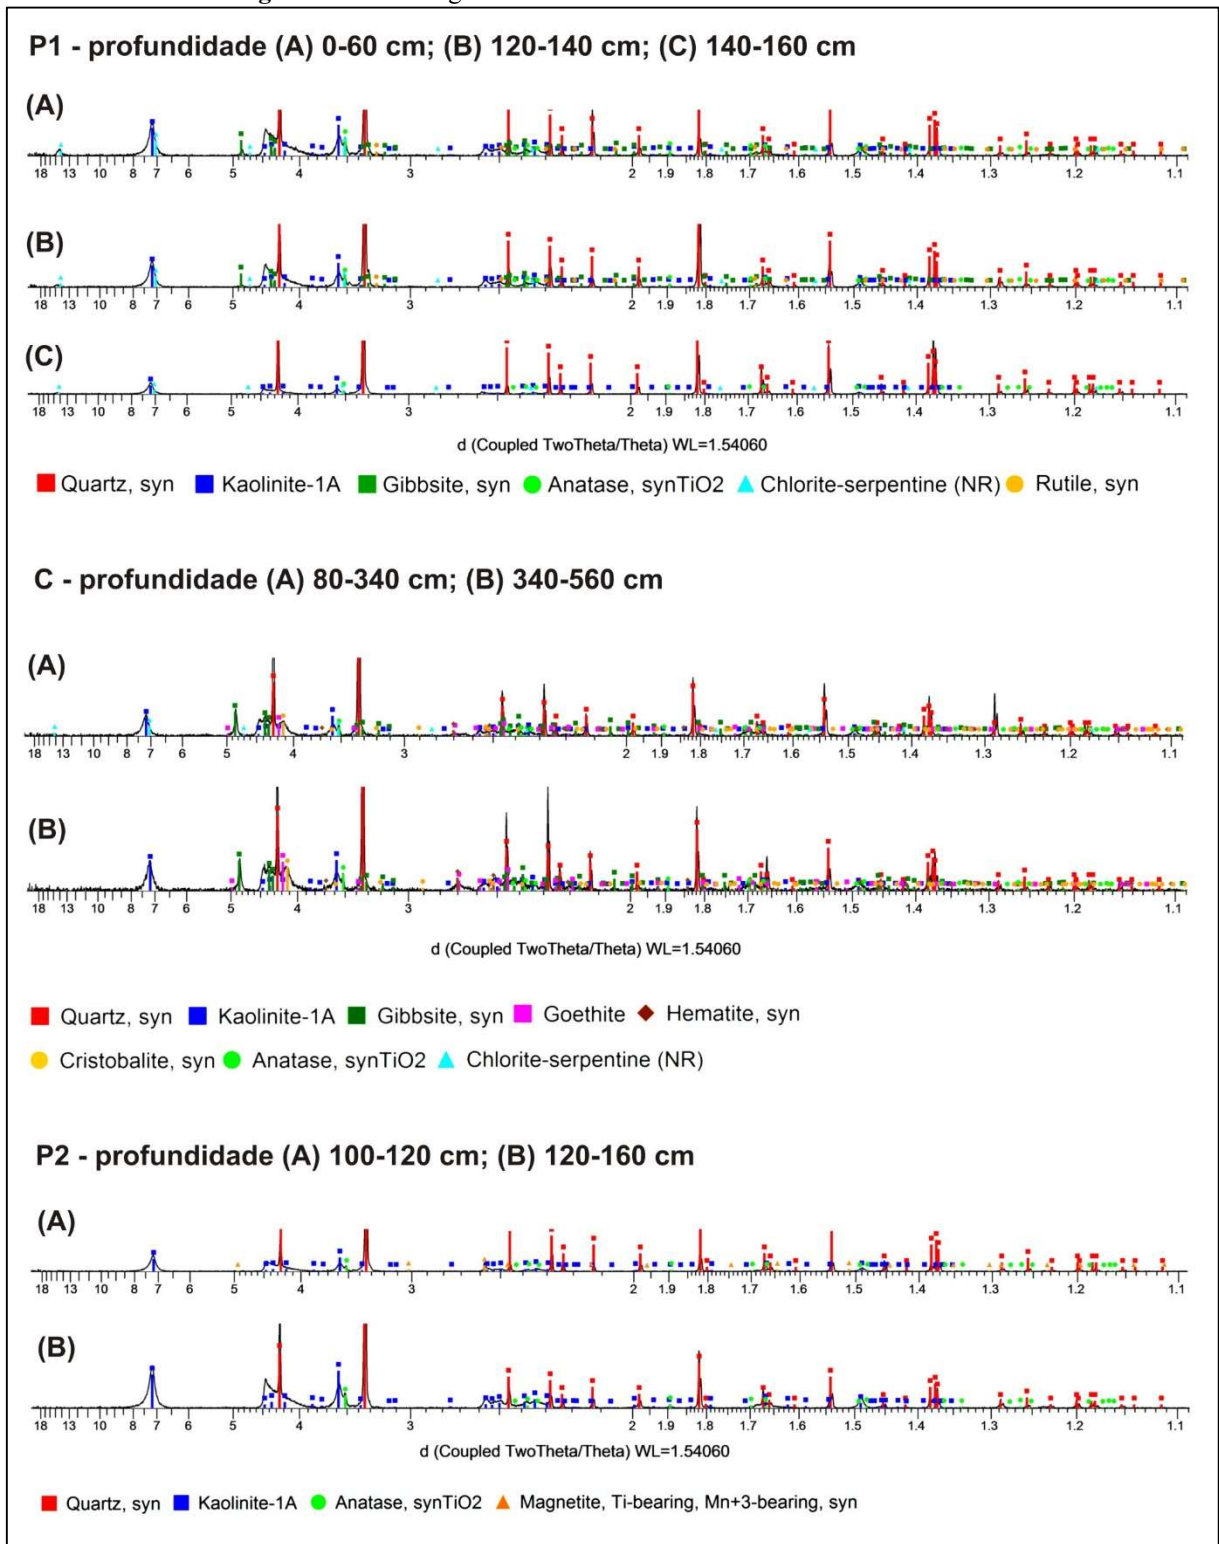 P1 - profundidade (A) 0-60 cm; (B) 120-140 cm; (C) 140-160 cm
(A)
18 13 10 8 7 6 5 4 3 2 1.9 1.8 1.7 1.6 1.5 1.4 1.3 1.2 1.1
(B)
18 13 10 8 7 6 5 4 3 2 1.9 1.8 1.7 1.6 1.5 1.4 1.3 1.2 1.1
(C)
18 13 10 8 7 6 5 4 3 2 1.9 1.8 1.7 1.6 1.5 1.4 1.3 1.2 1.1
d (Coupled TwoTheta/Theta) WL=1.54060
Quartz, syn Kaolinite-1A Gibbsite, syn Anatase, synTiO2 Chlorite-serpentine (NR) Rutile, syn
C - profundidade (A) 80-340 cm; (B) 340-560 cm
(A)
18 13 10 8 7 6 5 4 3 2 1.9 1.8 1.7 1.6 1.5 1.4 1.3 1.2 1.1
(B)
18 13 10 8 7 6 5 4 3 2 1.9 1.8 1.7 1.6 1.5 1.4 1.3 1.2 1.1
d (Coupled TwoTheta/Theta) WL=1.54060
Quartz, syn Kaolinite-1A Gibbsite, syn Goethite Hematite, syn
Cristobalite, syn Anatase, synTiO2 Chlorite-serpentine (NR)
P2 - profundidade (A) 100-120 cm; (B) 120-160 cm
(A)
18 13 10 8 7 6 5 4 3 2 1.9 1.8 1.7 1.6 1.5 1.4 1.3 1.2 1.1
(B)
18 13 10 8 7 6 5 4 3 2 1.9 1.8 1.7 1.6 1.5 1.4 1.3 1.2 1.1
d (Coupled TwoTheta/Theta) WL=1.54060
Quartz, syn Kaolinite-1A Anatase, synTiO2 Magnetite, Ti-bearing, Mn+3-bearing, syn